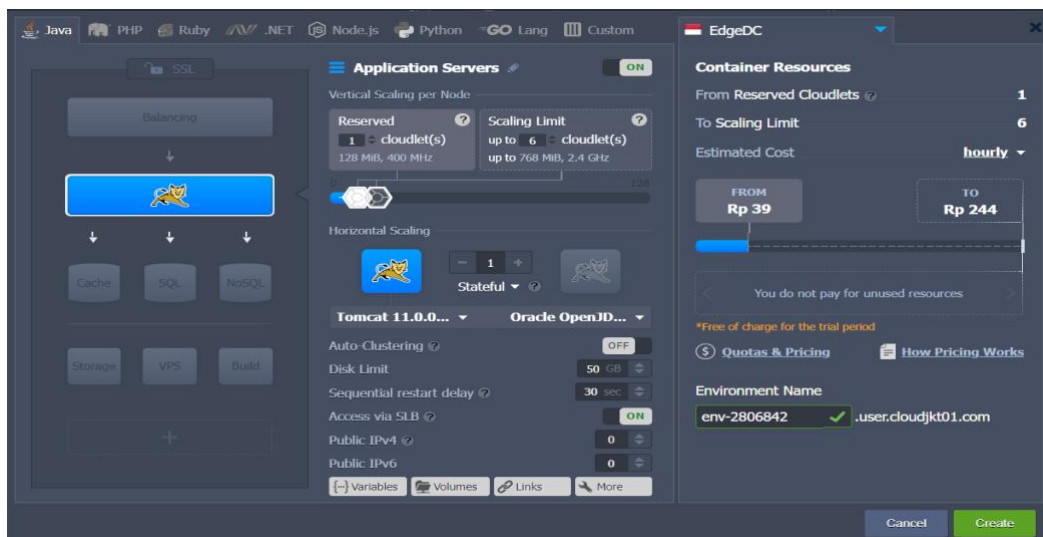 Java PHP Ruby .NET Node.js Python GO Lang Custom
SSL
Balancing
Cache SQL NoSQL
Storage VPS Build
Application Servers ON
Vertical Scaling per Node
Reserved ?
1 cloudlet(s)
128 MiB, 400 MHz
Scaling Limit ?
up to 6 cloudlet(s)
up to 768 MiB, 2.4 GHz
0 128
Horizontal Scaling
- 1 +
Stateful ?
Tomcat 11.0.0... Oracle OpenJD...
Auto-Clustering ? OFF
Disk Limit 50 GB
Sequential restart delay ? 30 sec
Access via SLB ? ON
Public IPv4 ? 0
Public IPv6 0
{...} Variables Volumes Links More
EdgeDC
Container Resources
From Reserved Cloudlets ? 1
To Scaling Limit 6
Estimated Cost hourly
FROM
Rp 39
TO
Rp 244
You do not pay for unused resources
*Free of charge for the trial period
$ Quotas & Pricing How Pricing Works
Environment Name
env-2806842 .user.cloudjkt01.com
Cancel Create